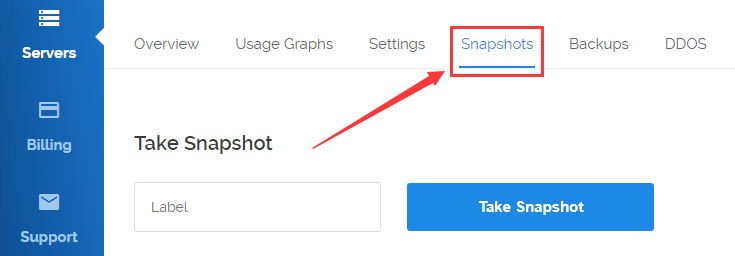 Servers
Billing
Support
Overview Usage Graphs Settings Snapshots Backups DDOS
Take Snapshot
Label Take Snapshot